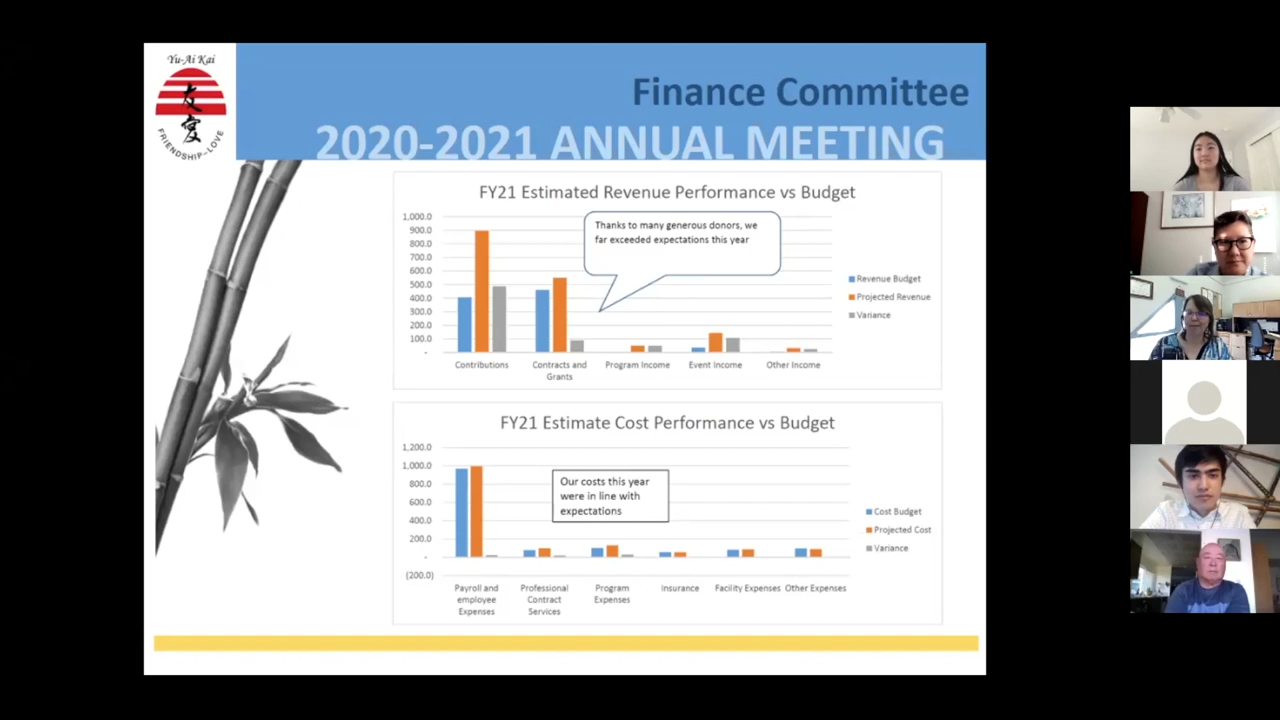 Yu-Ai Kai
友愛
FRIENDSHIP~LOVE
Finance Committee
2020-2021 ANNUAL MEETING
FY21 Estimated Revenue Performance vs Budget
1,000.0
900.0
800.0
700.0
600.0
500.0
400.0
300.0
200.0
100.0
-
Thanks to many generous donors, we
far exceeded expectations this year
Revenue Budget
Projected Revenue
Variance
Contributions
Contracts and
Grants
Program Income
Event Income
Other Income
FY21 Estimate Cost Performance vs Budget
1,200.0
1,000.0
800.0
600.0
400.0
200.0
-
(200.0)
Our costs this year
were in line with
expectations
Cost Budget
Projected Cost
Variance
Payroll and
employee
Expenses
Professional
Contract
Services
Program
Expenses
Insurance
Facility Expenses
Other Expenses